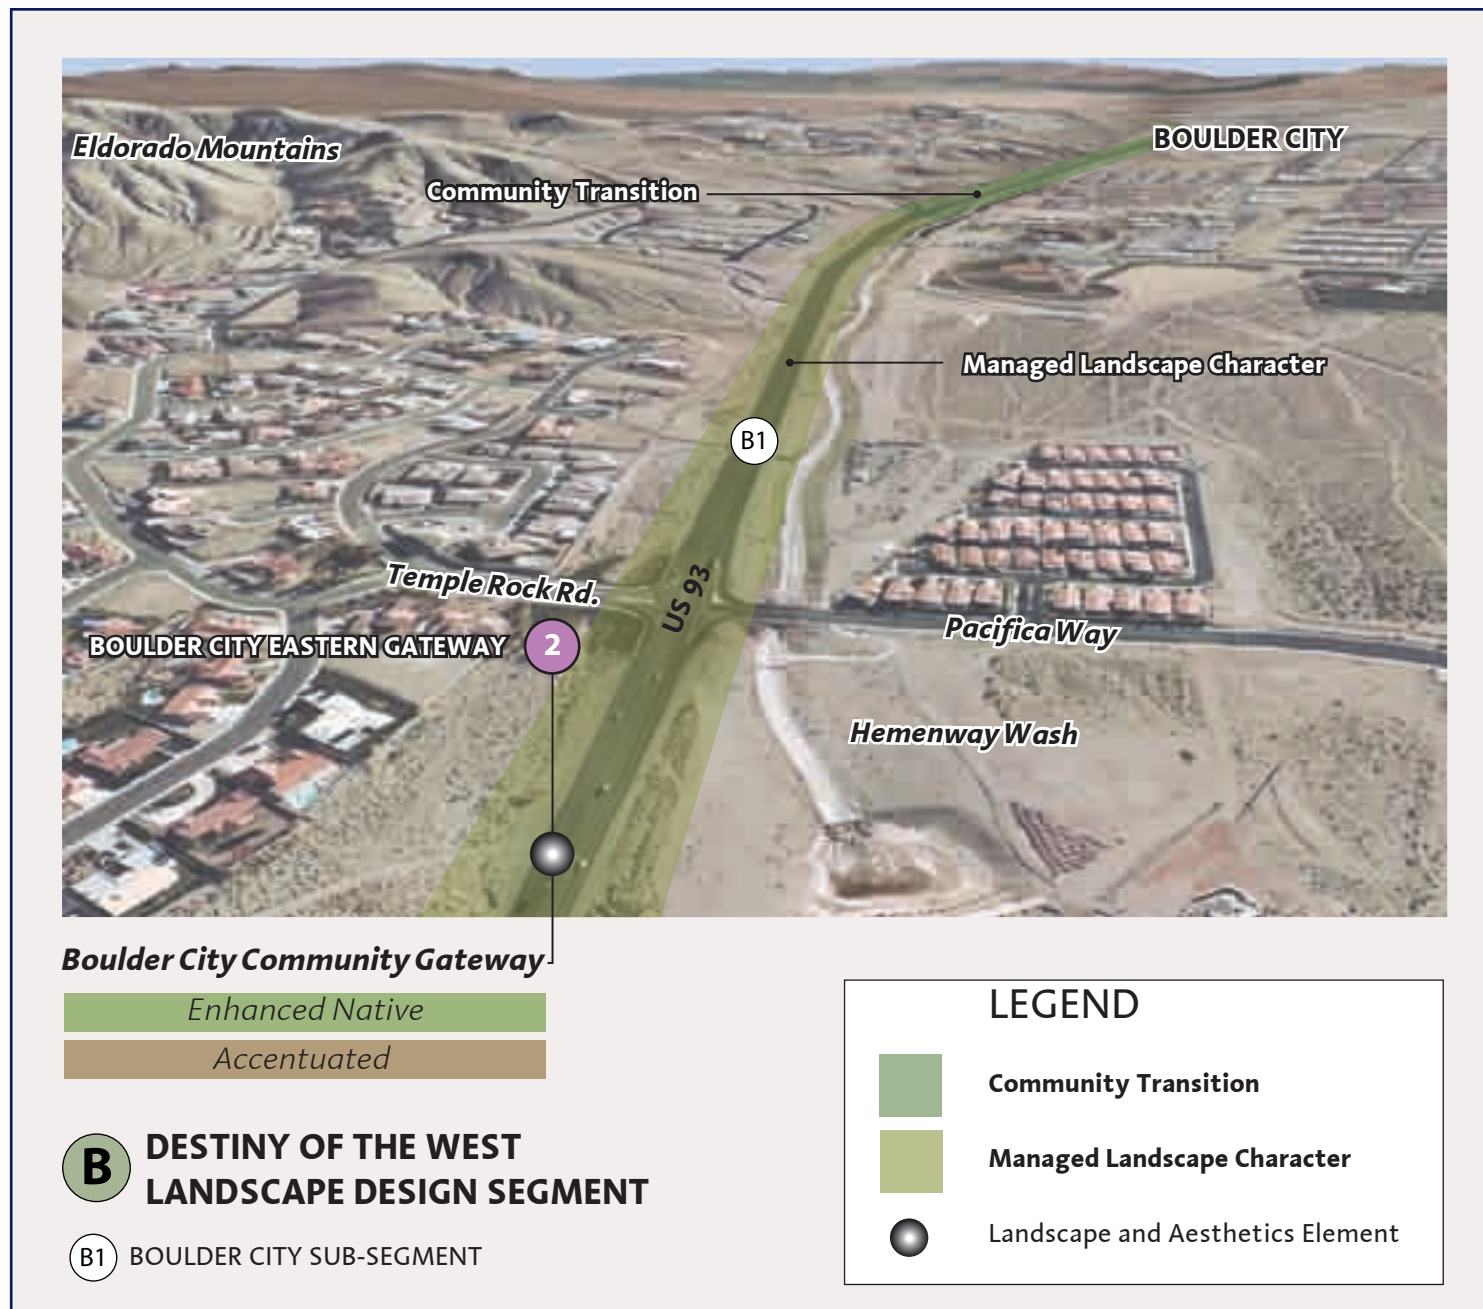 Eldorado Mountains
BOULDER CITY
Community Transition
Managed Landscape Character
B1
Temple Rock Rd.
US 93
BOULDER CITY EASTERN GATEWAY
2
Pacifica Way
Hemenway Wash
Boulder City Community Gateway
Enhanced Native
Accentuated
B
DESTINY OF THE WEST
LANDSCAPE DESIGN SEGMENT
B1
BOULDER CITY SUB-SEGMENT
LEGEND
Community Transition
Managed Landscape Character
Landscape and Aesthetics Element